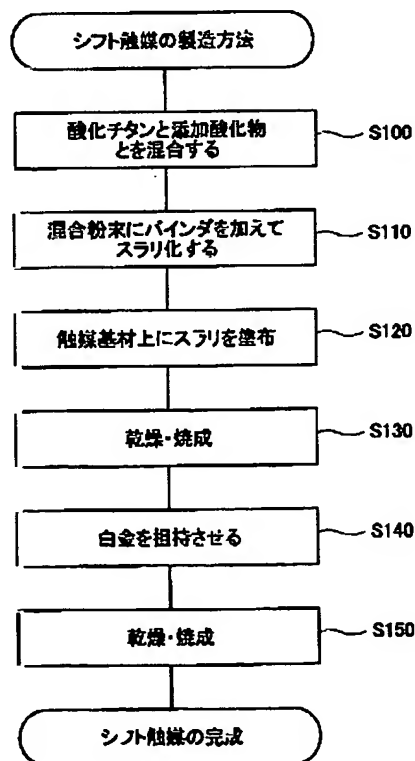 シフト触媒の製造方法
酸化チタンと添加酸化物
とを混合する
S100
混合粉末にバインダを加えて
スラリ化する
S110
触媒基材上にスラリを塗布
S120
乾燥・焼成
S130
白金を担持させる
S140
乾燥・焼成
S150
シフト触媒の完成